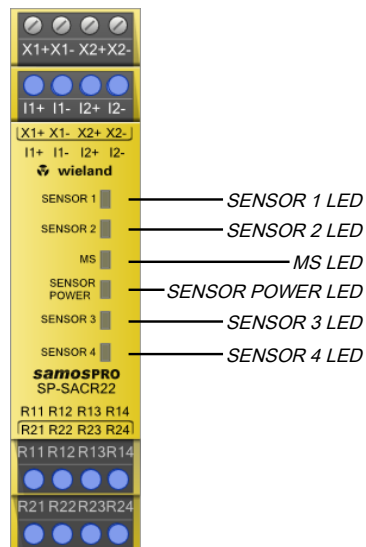 X1+ X1- X2+ X2-
I1+ I1- I2+ I2-
X1+ X1- X2+ X2-
I1+ I1- I2+ I2-
wieland
SENSOR 1 SENSOR 1 LED
SENSOR 2 SENSOR 2 LED
MS MS LED
SENSOR
POWER SENSOR POWER LED
SENSOR 3 SENSOR 3 LED
SENSOR 4 SENSOR 4 LED
samosPRO
SP-SACR22
R11 R12 R13 R14
R21 R22 R23 R24
R11 R12 R13 R14
R21 R22 R23 R24